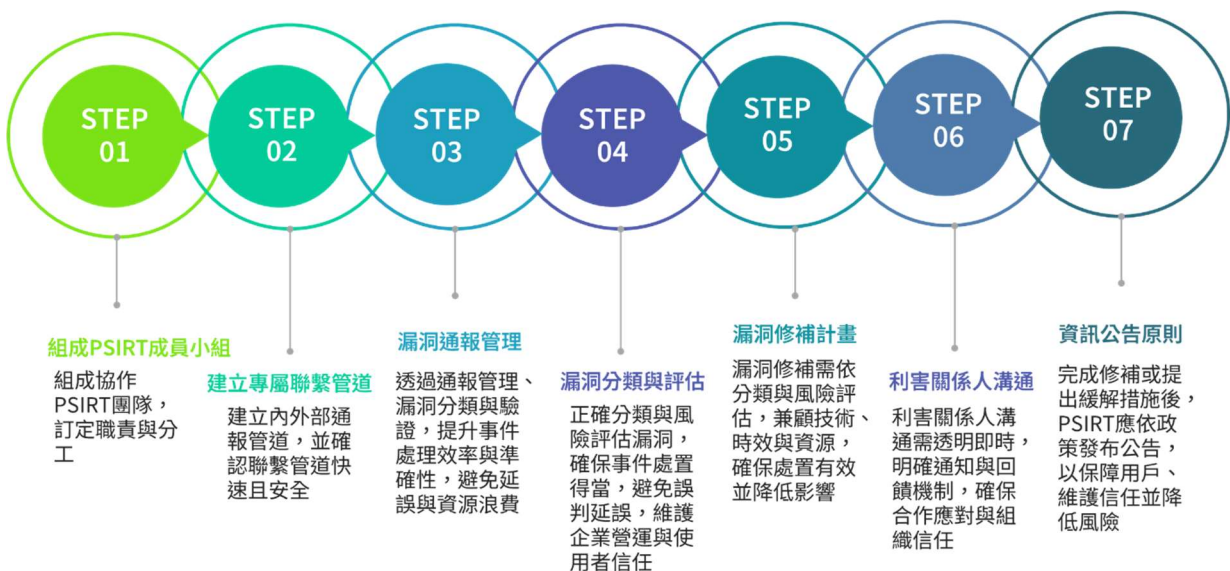 STEP
01
STEP
02
STEP
03
STEP
04
STEP
05
STEP
06
STEP
07
組成PSIRT成員小組
組成協作
PSIRT團隊，
訂定職責與分
工
建立專屬聯繫管道
建立內外部通
報管道，並確
認聯繫管道快
速且安全
漏洞通報管理
透過通報管理、
漏洞分類與驗
證，提升事件
處理效率與準
確性，避免延
誤與資源浪費
漏洞分類與評估
正確分類與風
險評估漏洞，
確保事件處置
得當，避免誤
判延誤，維護
企業營運與使
用者信任
漏洞修補計畫
漏洞修補需依
分類與風險評
估，兼顧技術、
時效與資源，
確保處置有效
並降低影響
利害關係人溝通
利害關係人溝
通需透明即時，
明確通知與回
饋機制，確保
合作應對與組
織信任
資訊公告原則
完成修補或提
出緩解措施後，
PSIRT應依政
策發布公告，
以保障用戶、
維護信任並降
低風險